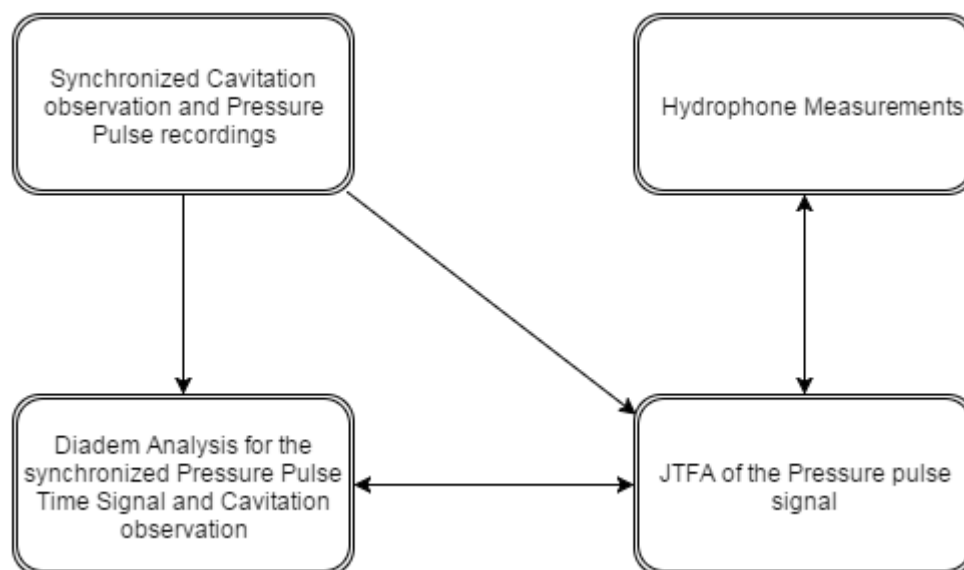 Synchronized Cavitation
observation and Pressure
Pulse recordings
Hydrophone Measurements
Diadem Analysis for the
synchronized Pressure Pulse
Time Signal and Cavitation
observation
JTFA of the Pressure pulse
signal